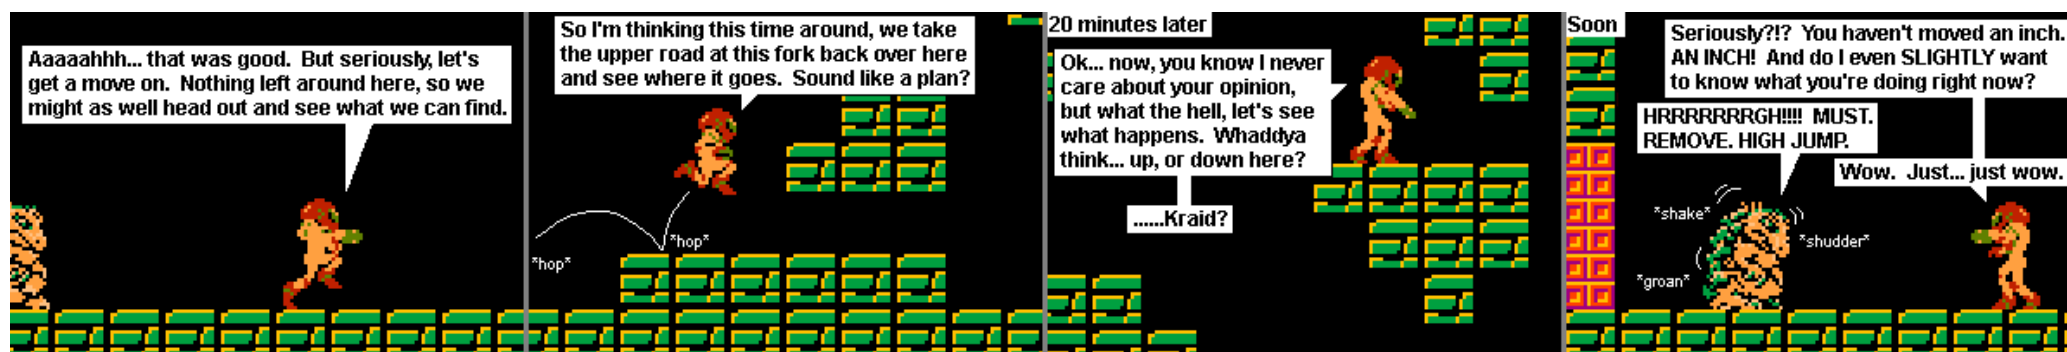 Aaaaahhh... that was good.  But seriously, let's
get a move on.  Nothing left around here, so we
might as well head out and see what we can find.
So I'm thinking this time around, we take
the upper road at this fork back over here
and see where it goes.  Sound like a plan?
*hop*
*hop*
20 minutes later
Ok... now, you know I never
care about your opinion,
but what the hell, let's see
what happens.  Whaddya
think... up, or down here?
......Kraid?
Soon
Seriously?!?  You haven't moved an inch.
AN INCH!  And do I even SLIGHTLY want
to know what you're doing right now?
HRRRRRRRGH!!!!  MUST.
REMOVE. HIGH JUMP.
Wow.  Just... just wow.
*shake*
*shudder*
*groan*